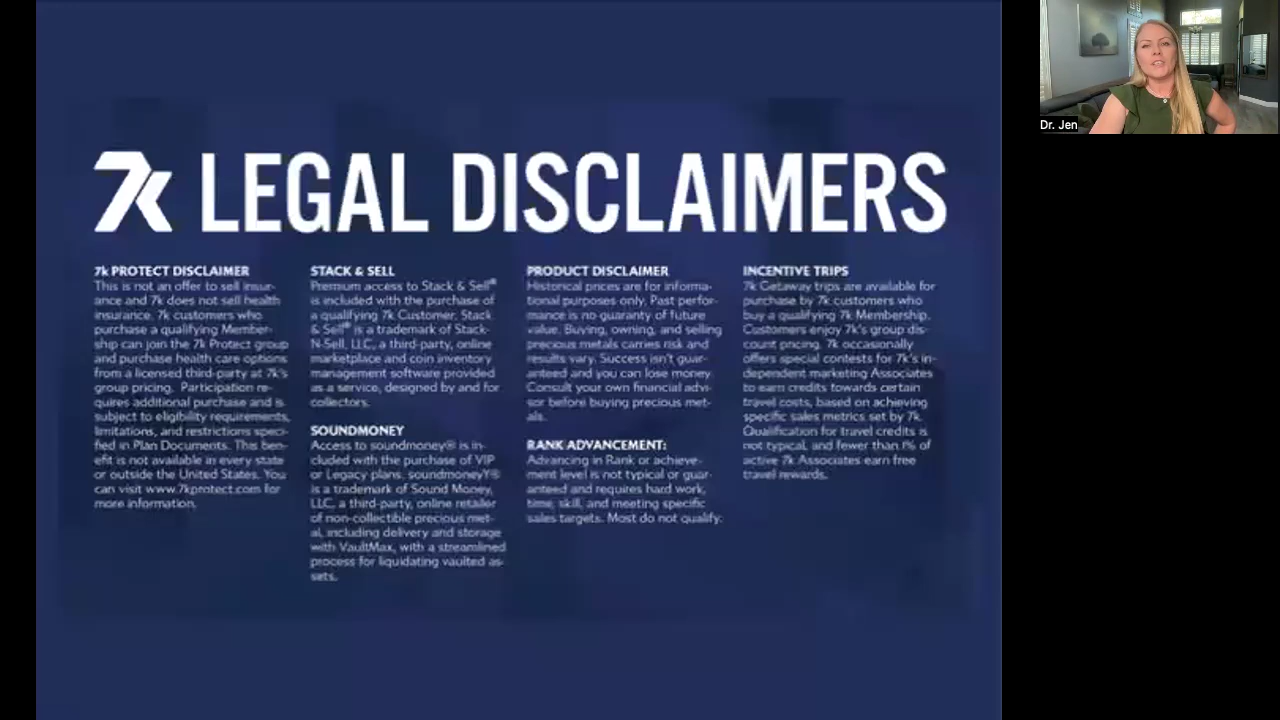 7k LEGAL DISCLAIMERS
7k PROTECT DISCLAIMER
This is not an offer to sell insur-
ance and 7k does not sell health
insurance. 7k customers who
purchase a qualifying Member-
ship can join the 7k Protect group
and purchase health care options
from a licensed third-party at 7k's
group pricing. Participation re-
quires additional purchase and is
subject to eligibility requirements,
limitations, and restrictions speci-
fied in Plan Documents. This ben-
efit is not available in every state
or outside the United States. You
can visit www.7kprotect.com for
more information.
STACK & SELL
Premium access to Stack & Sell®
is included with the purchase of
a qualifying 7k Customer. Stack
& Sell® is a trademark of Stack-
N-Sell, LLC, a third-party, online
marketplace and coin inventory
management software provided
as a service, designed by and for
collectors.
SOUNDMONEY
Access to soundmoney® is in-
cluded with the purchase of VIP
or Legacy plans. soundmoneyY®
is a trademark of Sound Money,
LLC, a third-party, online retailer
of non-collectible precious met-
al, including delivery and storage
with VaultMax, with a streamlined
process for liquidating vaulted as-
sets.
PRODUCT DISCLAIMER
Historical prices are for informa-
tional purposes only. Past perfor-
mance is no guaranty of future
value. Buying, owning, and selling
precious metals carries risk and
results vary. Success isn't guar-
anteed and you can lose money.
Consult your own financial advi-
sor before buying precious met-
als.
RANK ADVANCEMENT:
Advancing in Rank or achieve-
ment level is not typical or guar-
anteed and requires hard work,
time, skill, and meeting specific
sales targets. Most do not qualify.
INCENTIVE TRIPS
7k Getaway trips are available for
purchase by 7k customers who
buy a qualifying 7k Membership.
Customers enjoy 7k's group dis-
count pricing. 7k occasionally
offers special contests for 7k's in-
dependent marketing Associates
to earn credits towards certain
travel costs, based on achieving
specific sales metrics set by 7k.
Qualification for travel credits is
not typical, and fewer than 1% of
active 7k Associates earn free
travel rewards.
Dr. Jen